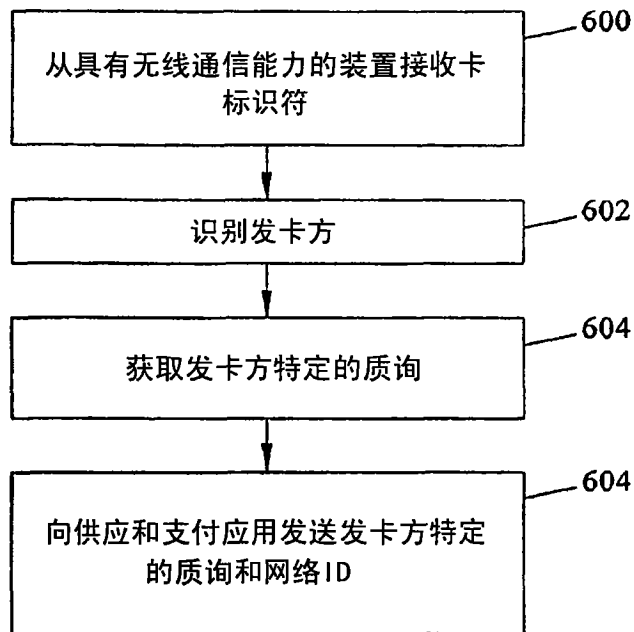 600
从具有无线通信能力的装置接收卡
标识符
602
识别发卡方
604
获取发卡方特定的质询
604
向供应和支付应用发送发卡方特定
的质询和网络ID